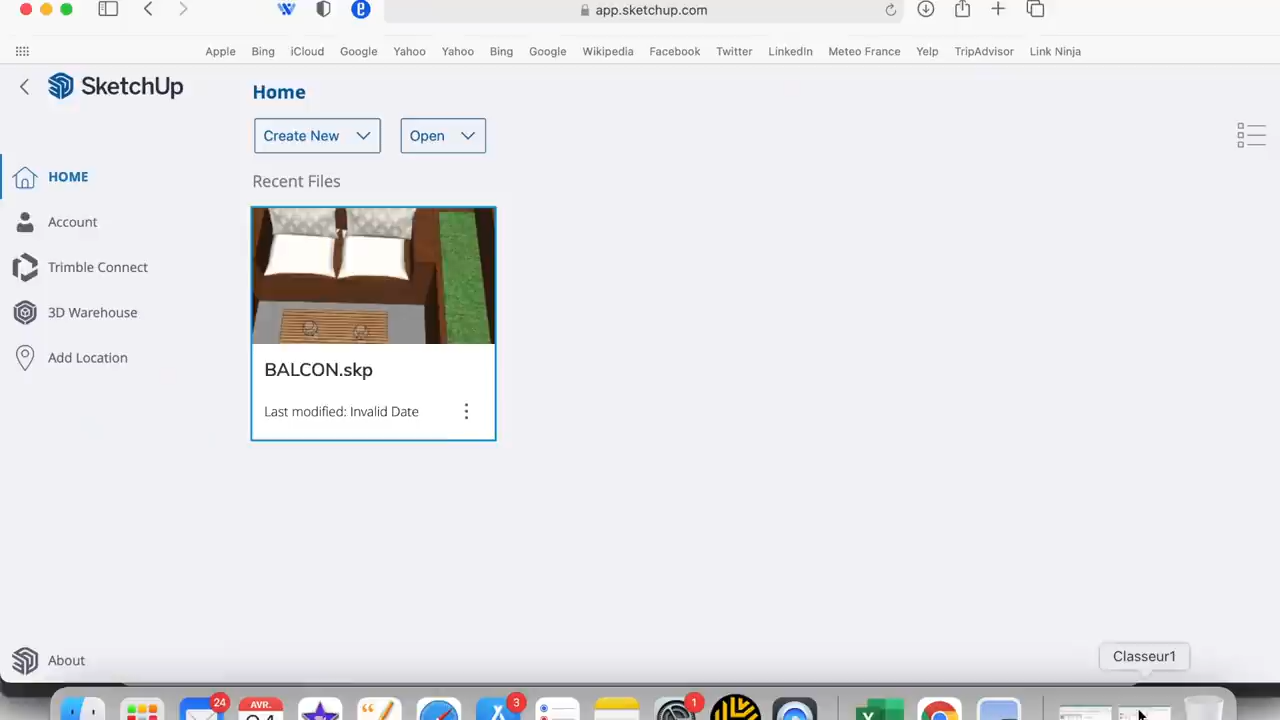 app.sketchup.com
Apple Bing iCloud Google Yahoo Yahoo Bing Google Wikipedia Facebook Twitter LinkedIn Meteo France Yelp TripAdvisor Link Ninja
SketchUp
Home
Create New
Open
HOME
Recent Files
Account
Trimble Connect
3D Warehouse
Add Location
BALCON.skp
Last modified: Invalid Date
About
Classeur1
24
AVR.
3
1